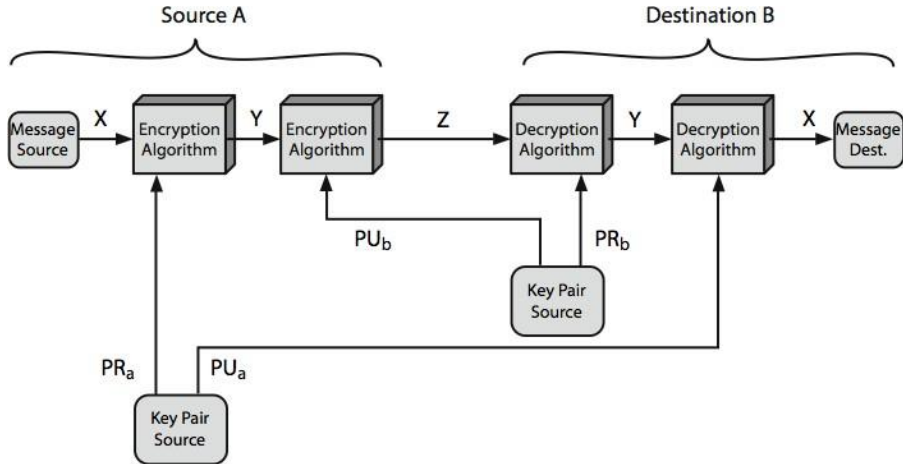 Source A
Destination B
Message
Source
X
Encryption
Algorithm
Y
Encryption
Algorithm
Z
Decryption
Algorithm
Y
Decryption
Algorithm
X
Message
Dest.
PUb
PRb
Key Pair
Source
PRa
PUa
Key Pair
Source